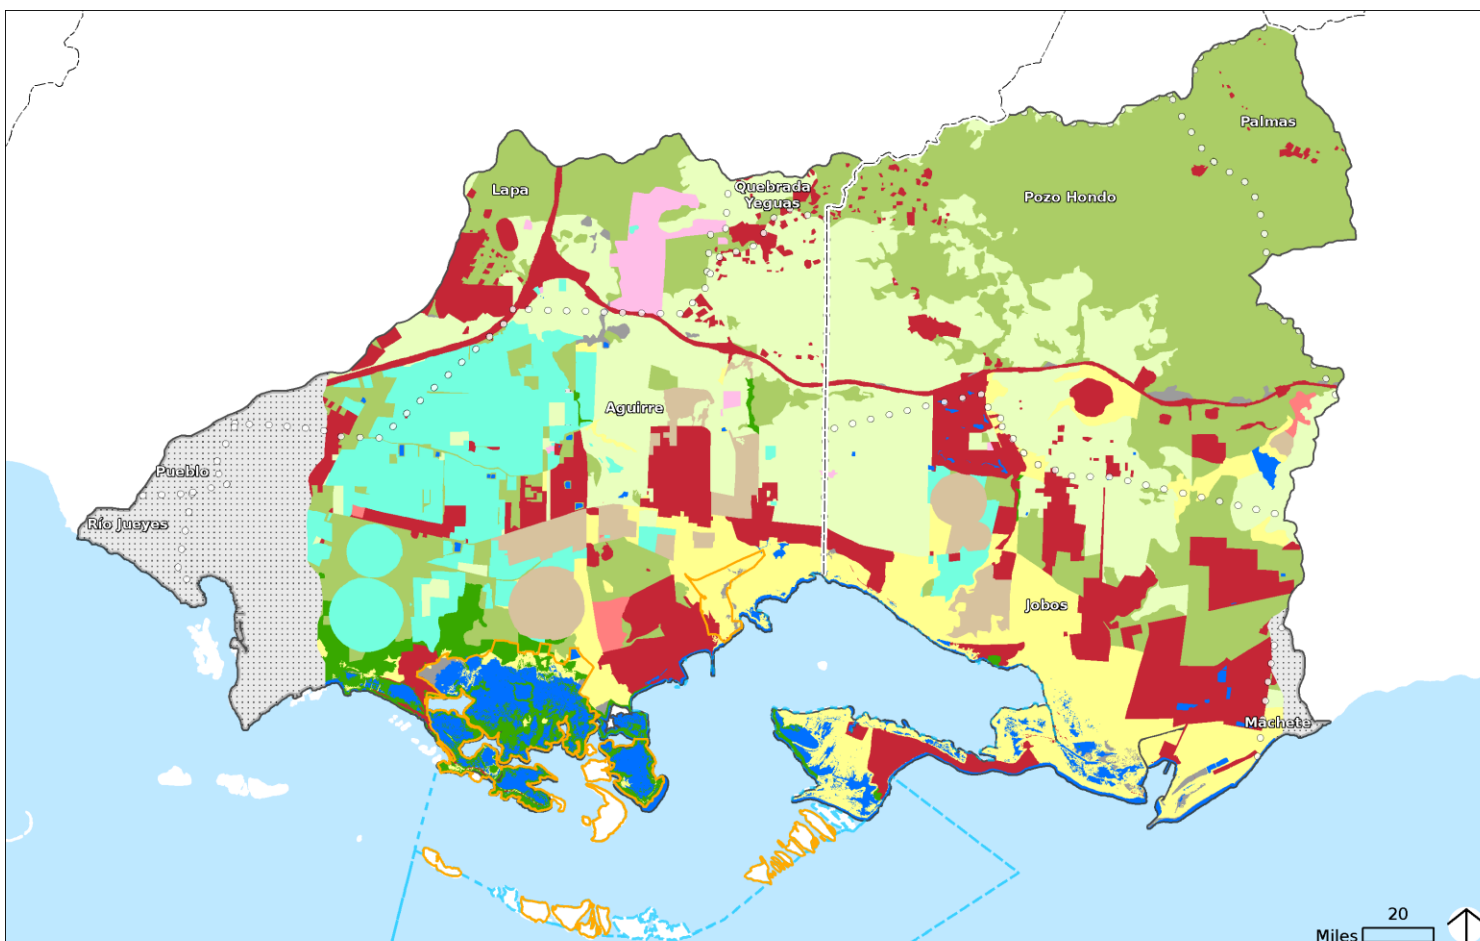 Palmas
Lapa
Quebrada
Yeguas
Pozo Hondo
Aguirre
Pueblo
Río Jueyes
Jobos
Machete
20
Miles